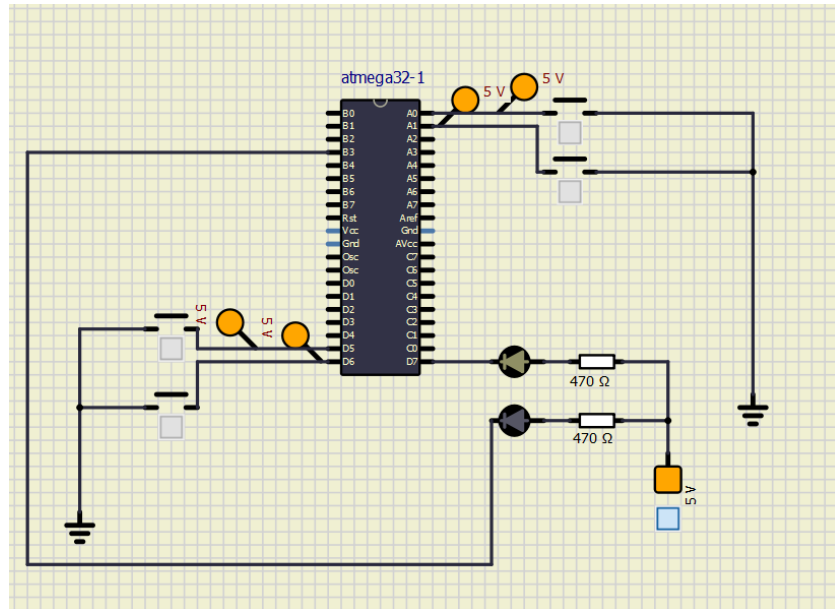 atmega32-1
5 V
5 V
B0
B1
B2
B3
B4
B5
B6
B7
Rst
Vcc
Gnd
Osc
Osc
D0
D1
D2
D3
D4
D5
D6
A0
A1
A2
A3
A4
A5
A6
A7
Aref
Gnd
AVcc
C7
C6
C5
C4
C3
C2
C1
C0
D7
5 V
5 V
470 Ω
470 Ω
5 V